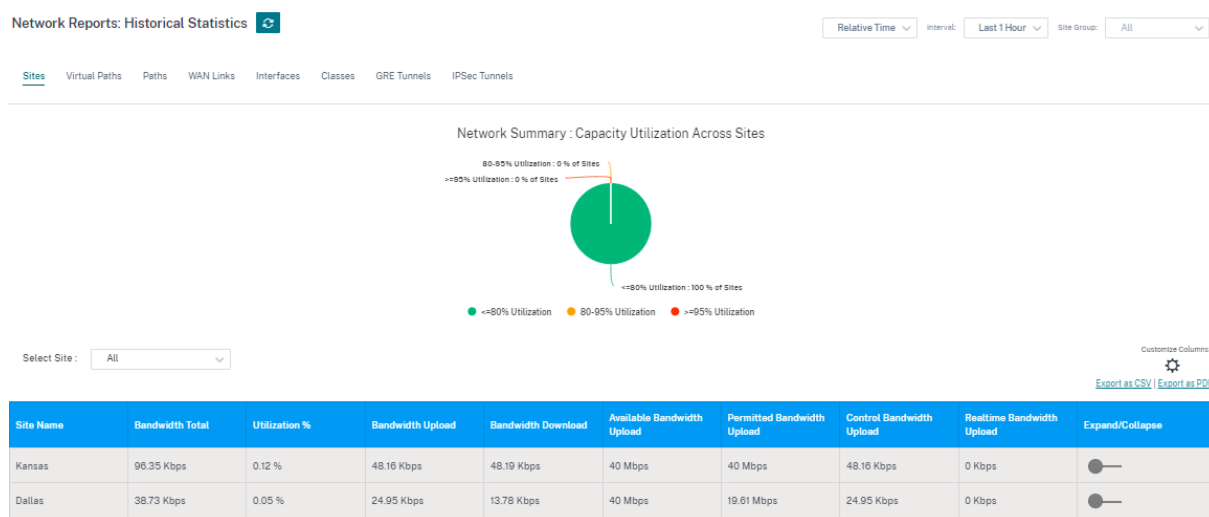 Network Reports: Historical Statistics
Relative Time Interval: Last 1 Hour Site Group: All
Sites Virtual Paths Paths WAN Links Interfaces Classes GRE Tunnels IPSec Tunnels
Network Summary : Capacity Utilization Across Sites
80-95% Utilization : 0 % of Sites
>=95% Utilization : 0 % of Sites
<=80% Utilization : 100 % of Sites
<=80% Utilization 80-95% Utilization >=95% Utilization
Select Site : All
Customize Columns
Export as CSV | Export as PD
Site Name Bandwidth Total Utilization % Bandwidth Upload Bandwidth Download Available Bandwidth Upload Permitted Bandwidth Upload Control Bandwidth Upload Realtime Bandwidth Upload Expand/Collapse
Kansas 96.35 Kbps 0.12 % 48.16 Kbps 48.19 Kbps 40 Mbps 40 Mbps 48.16 Kbps 0 Kbps
Dallas 38.73 Kbps 0.05 % 24.95 Kbps 13.78 Kbps 40 Mbps 19.61 Mbps 24.95 Kbps 0 Kbps